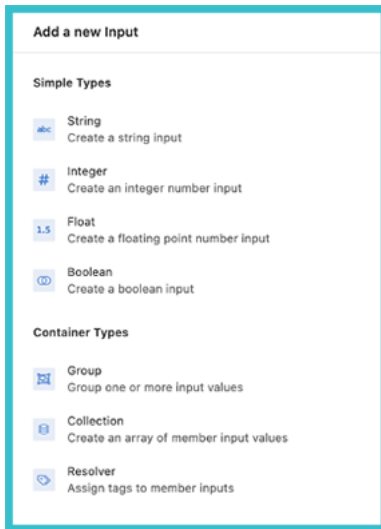 Add a new Input
Simple Types
abc
String
Create a string input
#
Integer
Create an integer number input
1.5
Float
Create a floating point number input
Boolean
Create a boolean input
Container Types
Group
Group one or more input values
Collection
Create an array of member input values
Resolver
Assign tags to member inputs